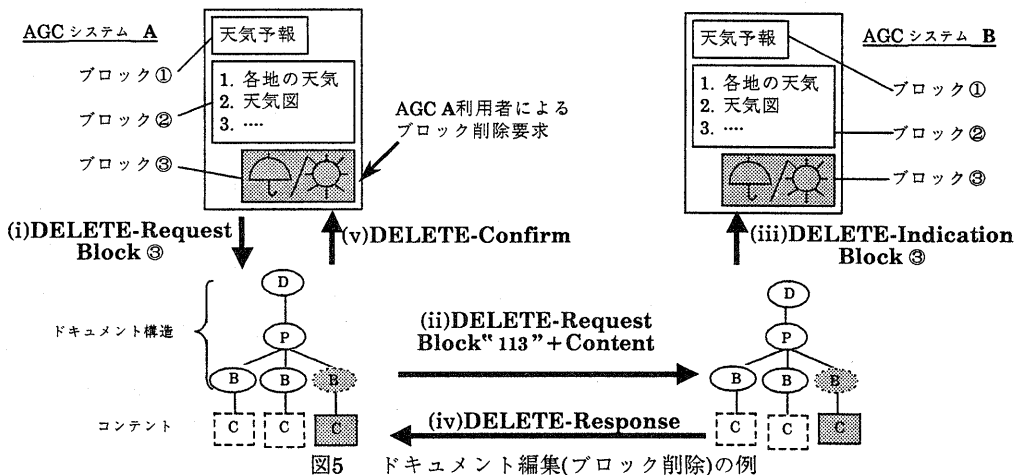 AGCシステム A
天気予報
ブロック①
1. 各地の天気
2. 天気図
3. ....
ブロック②
ブロック③
AGC A利用者による
ブロック削除要求
天気予報
AGCシステム B
1. 各地の天気
2. 天気図
3. ....
ブロック①
ブロック②
ブロック③
(i)DELETE-Request
Block ③
(v)DELETE-Confirm
(iii)DELETE-Indication
Block ③
ドキュメント構造
D
P
B B B
コンテント
C C C
(ii)DELETE-Request
Block“113”+Content
(iv)DELETE-Response
D
P
B B B
C C C
図5 ドキュメント編集(ブロック削除)の例